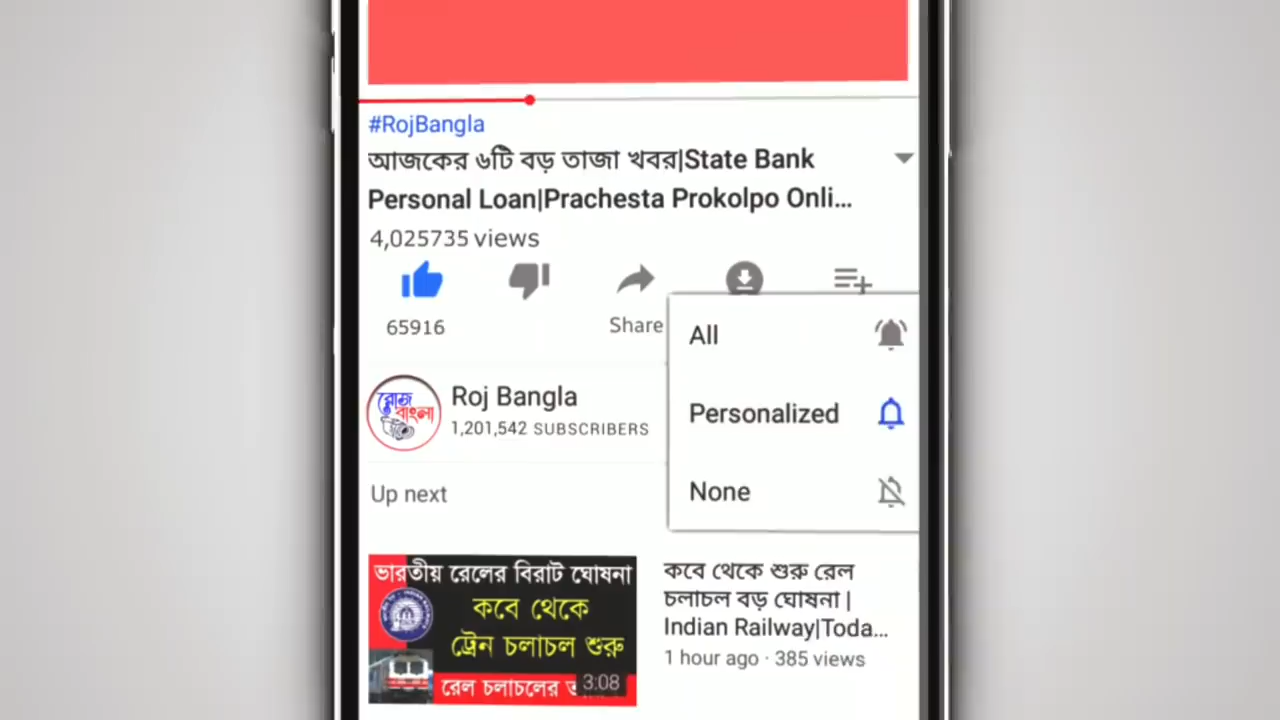 #RojBangla
আজকের ৬টি বড় তাজা খবর|State Bank
Personal Loan|Prachesta Prokolpo Onli...
4,025735 views
65916
Share
All
Personalized
None
রোজ
বাংলা
Roj Bangla
1,201,542 SUBSCRIBERS
Up next
ভারতীয় রেলের বিরাট ঘোষনা
কবে থেকে
ট্রেন চলাচল শুরু
রেল চলাচলের
3:08
কবে থেকে শুরু রেল
চলাচল বড় ঘোষনা |
Indian Railway|Toda...
1 hour ago · 385 views